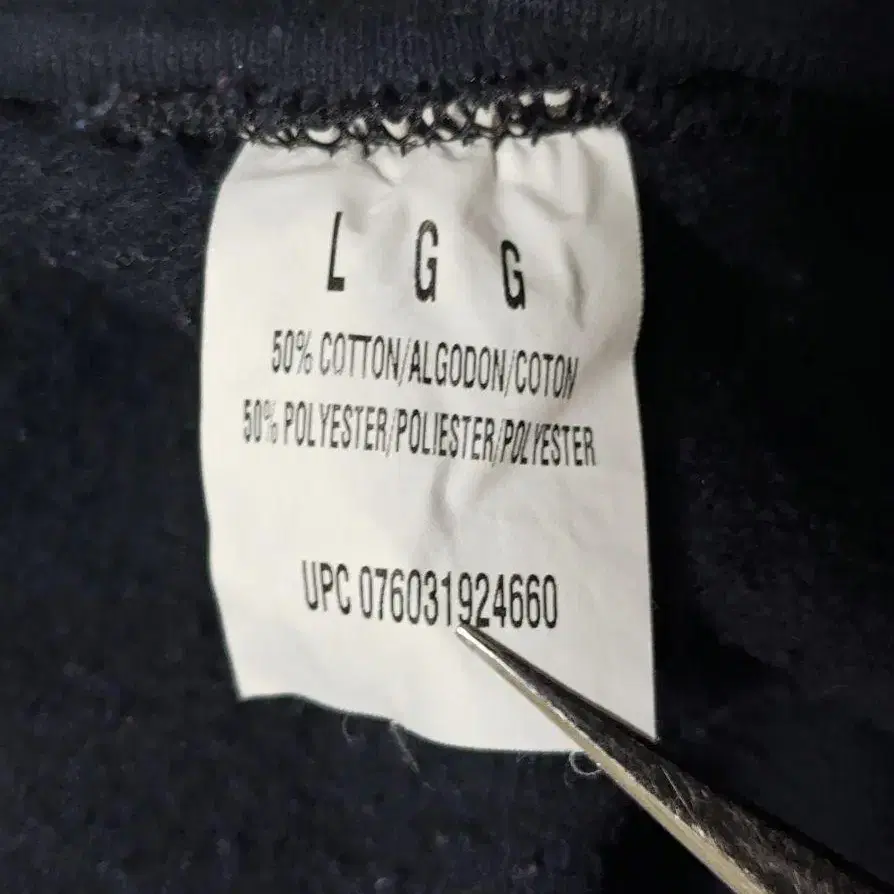 L G G
50% COTTON/ALGODON/COTON
50% POLYESTER/POLIESTER/POLYESTER
UPC 076031924660